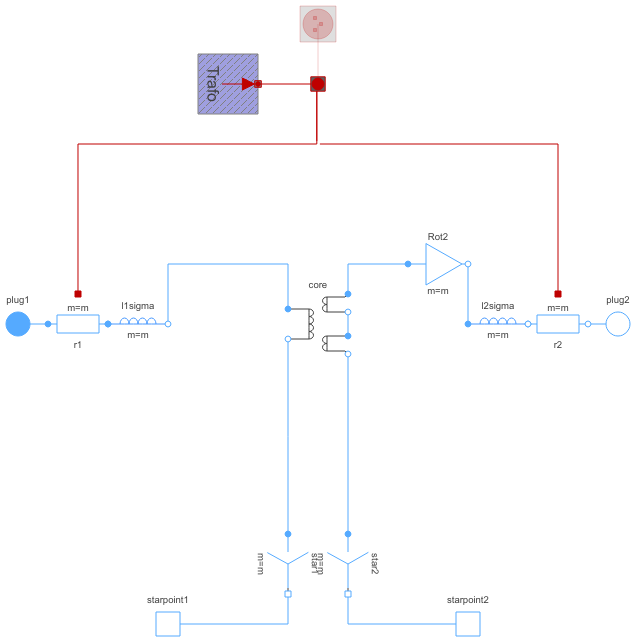 Trafo
Rot2
m=m
core
plug1
m=m
r1
l1sigma
m=m
l2sigma
m=m
m=m
r2
plug2
m=m
star1
m=m
star2
starpoint1
starpoint2